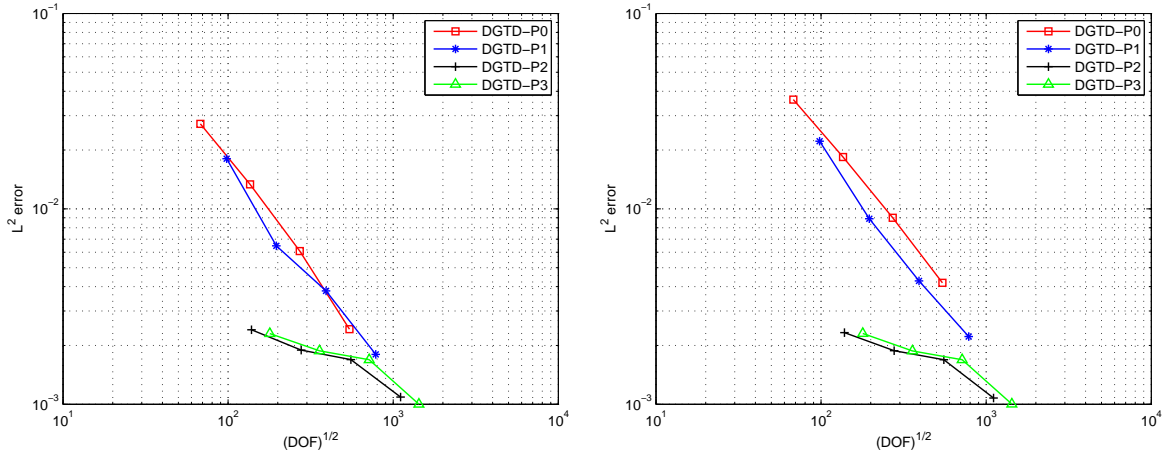 10^-1
10^-2
10^-3
10^1
10^2
10^3
10^4
(DOF)^1/2
L^2 error
DGTD-P0
DGTD-P1
DGTD-P2
DGTD-P3
10^-1
10^-2
10^-3
10^1
10^2
10^3
10^4
(DOF)^1/2
L^2 error
DGTD-P0
DGTD-P1
DGTD-P2
DGTD-P3